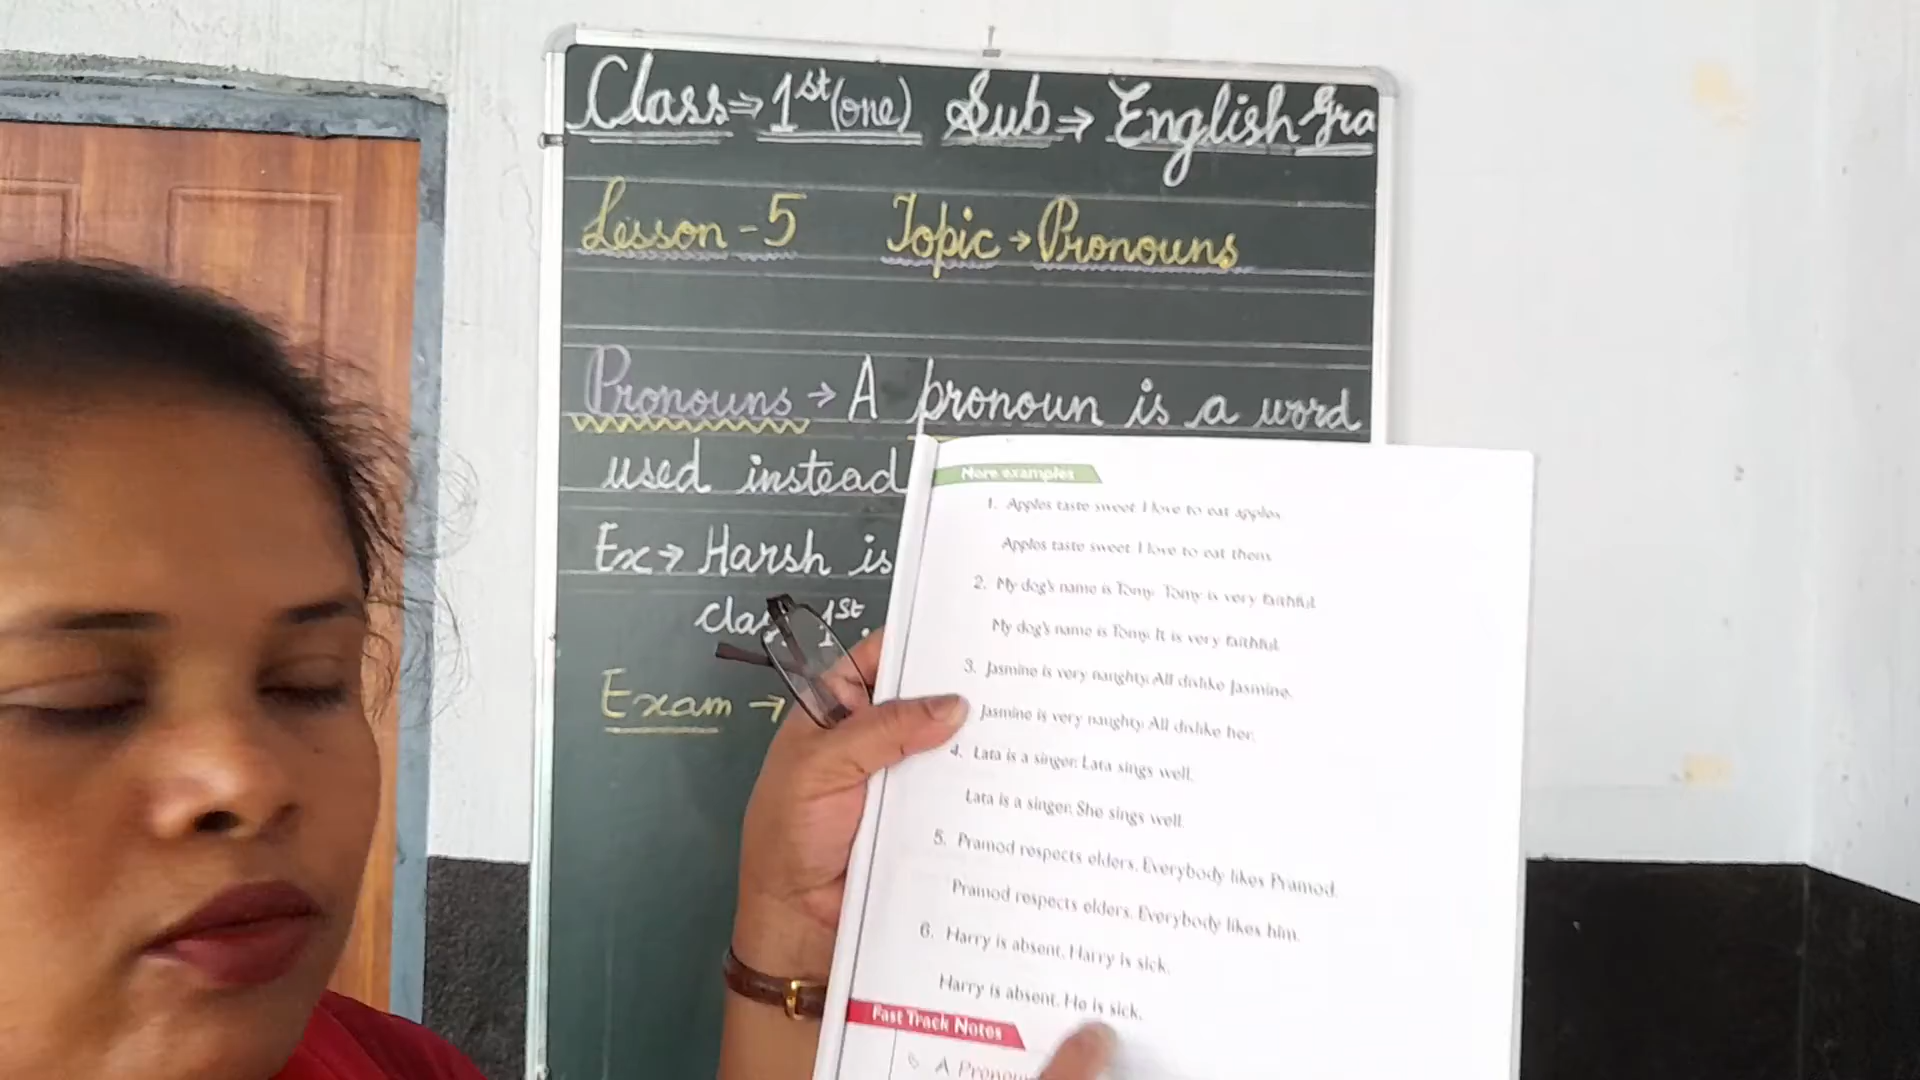 Class⇒1st(one) Sub⇒English Gra
Lesson-5 Topic→Pronouns
Pronouns→A pronoun is a word
used instead
Ex→Harsh is
class 1st
Exam→
More examples
1. Apples taste sweet. I love to eat apples.
Apples taste sweet. I love to eat them.
2. My dog's name is Tomy. Tomy is very faithful.
My dog's name is Tomy. It is very faithful.
3. Jasmine is very naughty. All dislike Jasmine.
Jasmine is very naughty. All dislike her.
4. Lata is a singer. Lata sings well.
Lata is a singer. She sings well.
5. Pramod respects elders. Everybody likes Pramod.
Pramod respects elders. Everybody likes him.
6. Harry is absent. Harry is sick.
Harry is absent. He is sick.
Fast Track Notes
A Pronou